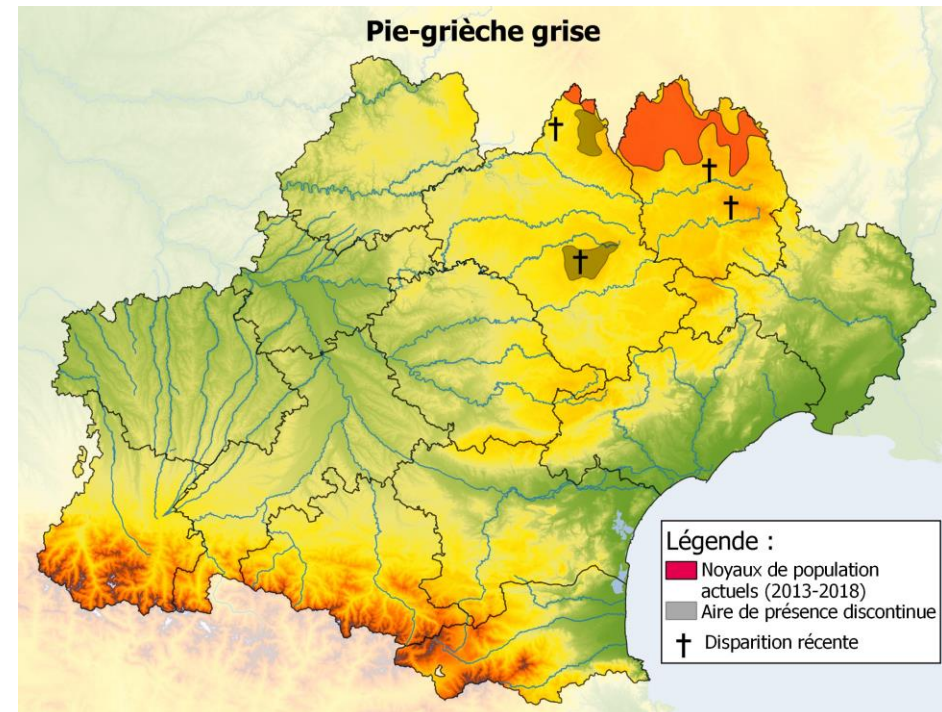 Pie-grièche grise
Légende :
Noyaux de population
actuels (2013-2018)
Aire de présence discontinue
Disparition récente